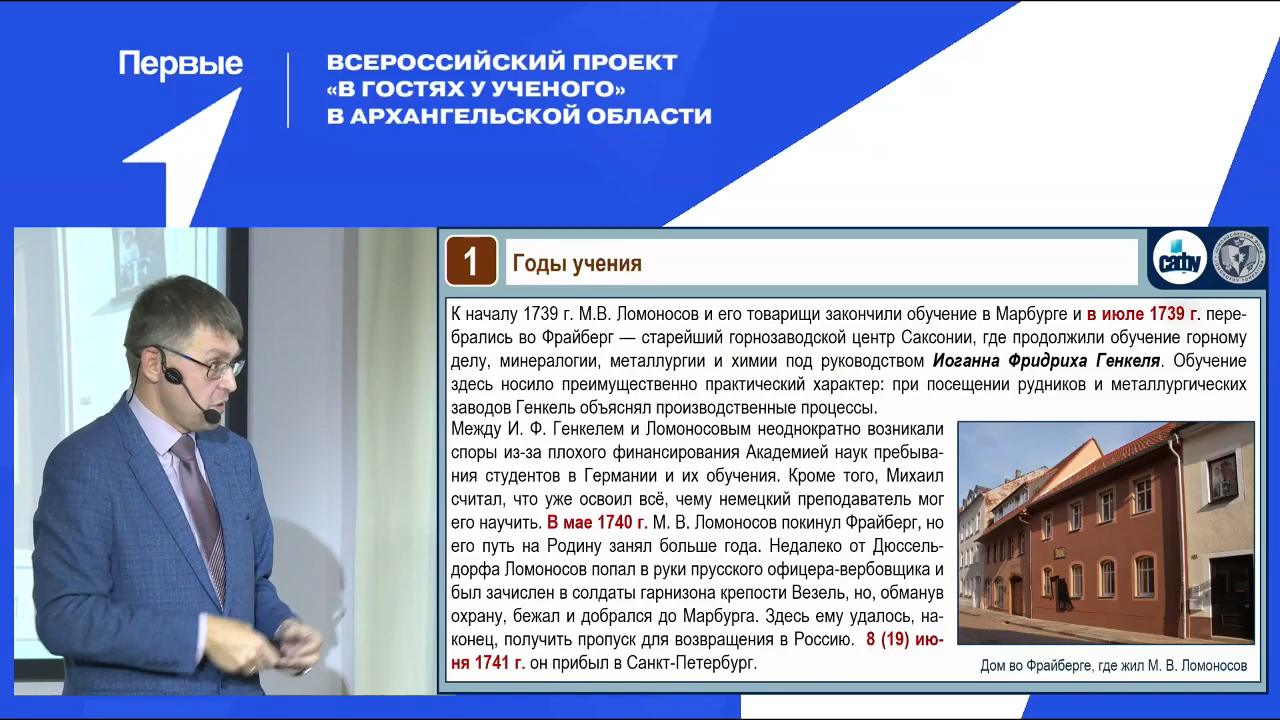 Первые
ВСЕРОССИЙСКИЙ ПРОЕКТ
«В ГОСТЯХ У УЧЕНОГО»
В АРХАНГЕЛЬСКОЙ ОБЛАСТИ
1
Годы учения
сафу
К началу 1739 г. М.В. Ломоносов и его товарищи закончили обучение в Марбурге и в июле 1739 г. пере-
брались во Фрайберг — старейший горнозаводской центр Саксонии, где продолжили обучение горному
делу, минералогии, металлургии и химии под руководством Иоганна Фридриха Генкеля. Обучение
здесь носило преимущественно практический характер: при посещении рудников и металлургических
заводов Генкель объяснял производственные процессы.
Между И. Ф. Генкелем и Ломоносовым неоднократно возникали
споры из-за плохого финансирования Академией наук пребыва-
ния студентов в Германии и их обучения. Кроме того, Михаил
считал, что уже освоил всё, чему немецкий преподаватель мог
его научить. В мае 1740 г. М. В. Ломоносов покинул Фрайберг, но
его путь на Родину занял больше года. Недалеко от Дюссель-
дорфа Ломоносов попал в руки прусского офицера-вербовщика и
был зачислен в солдаты гарнизона крепости Везель, но, обманув
охрану, бежал и добрался до Марбурга. Здесь ему удалось, на-
конец, получить пропуск для возвращения в Россию. 8 (19) ию-
ня 1741 г. он прибыл в Санкт-Петербург.
Дом во Фрайберге, где жил М. В. Ломоносов